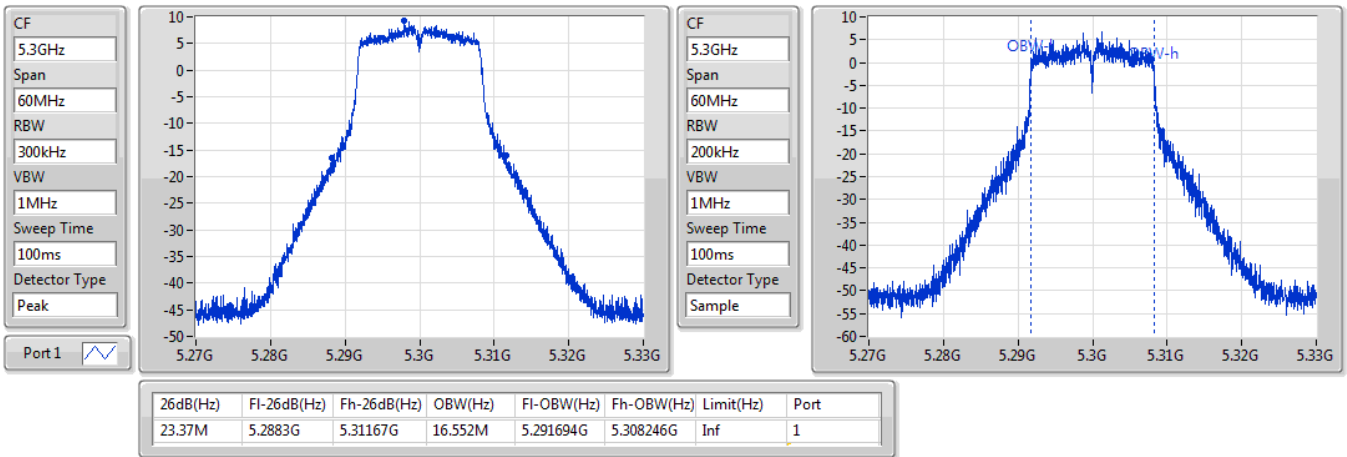 CF
5.3GHz
Span
60MHz
RBW
300kHz
VBW
1MHz
Sweep Time
100ms
Detector Type
Peak
Port 1
10
5
0
-5
-10
-15
-20
-25
-30
-35
-40
-45
-50
5.27G 5.28G 5.29G 5.3G 5.31G 5.32G 5.33G
CF
5.3GHz
Span
60MHz
RBW
200kHz
VBW
1MHz
Sweep Time
100ms
Detector Type
Sample
10
5
0
-5
-10
-15
-20
-25
-30
-35
-40
-45
-50
-55
-60
5.27G 5.28G 5.29G 5.3G 5.31G 5.32G 5.33G
26dB(Hz) Fl-26dB(Hz) Fh-26dB(Hz) OBW(Hz) Fl-OBW(Hz) Fh-OBW(Hz) Limit(Hz) Port
23.37M 5.2883G 5.31167G 16.552M 5.291694G 5.308246G Inf 1